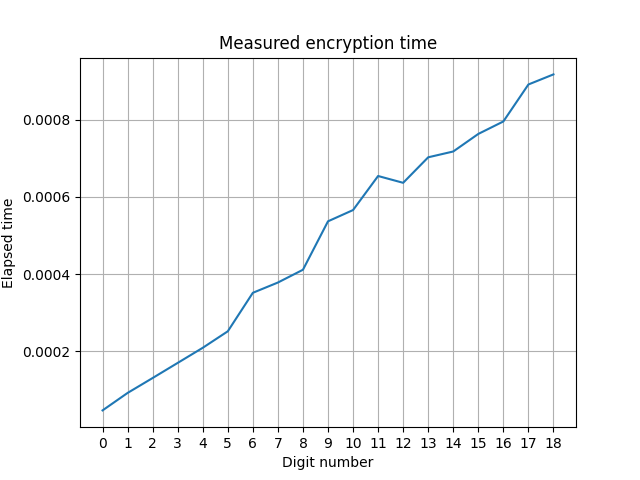 Measured encryption time
Elapsed time
0.0008
0.0006
0.0004
0.0002
0 1 2 3 4 5 6 7 8 9 10 11 12 13 14 15 16 17 18
Digit number